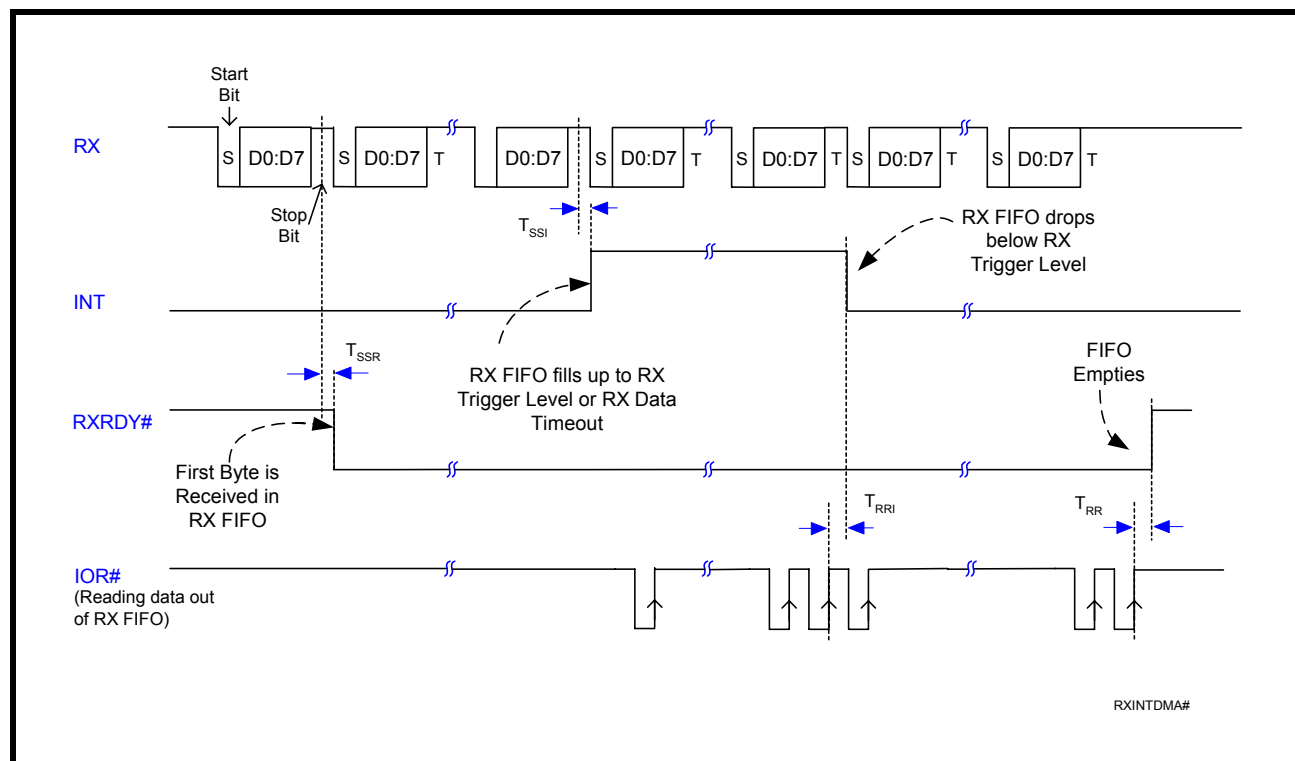 Start
Bit
RX
S
D0:D7
S
D0:D7
T
D0:D7
S
D0:D7
T
S
D0:D7
T
S
D0:D7
T
S
D0:D7
T
Stop
Bit
TSSI
RX FIFO drops
below RX
Trigger Level
INT
TSSR
RX FIFO fills up to RX
Trigger Level or RX Data
Timeout
FIFO
Empties
RXRDY#
First Byte is
Received in
RX FIFO
TRRI
TRR
IOR#
(Reading data out
of RX FIFO)
RXINTDMA#